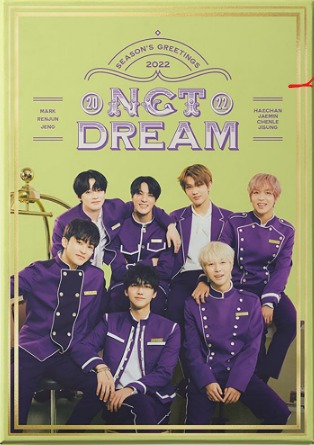 SEASON'S GREETINGS
2022
20 NCT 22
DREAM
MARK
RENJUN
JENO
HAECHAN
JAEMIN
CHENLE
JISUNG